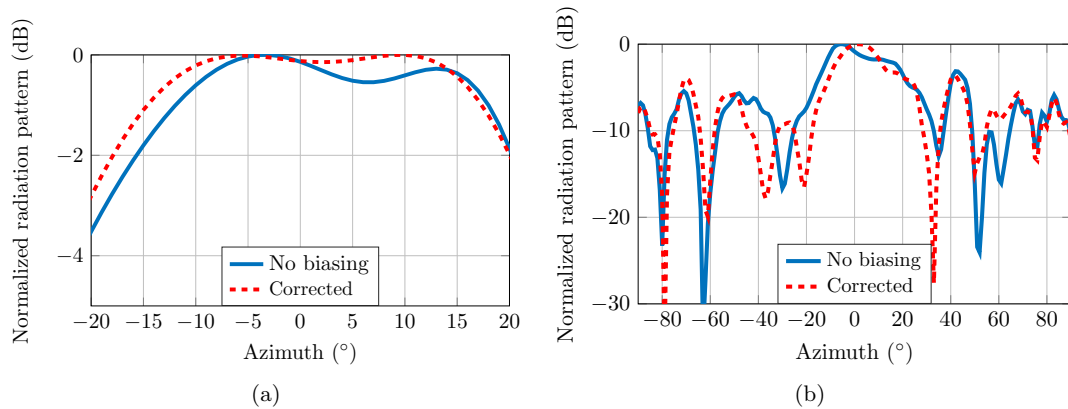 Normalized radiation pattern (dB)
0
−2
−4
−20
−15
−10
−5
0
5
10
15
20
No biasing
Corrected
Azimuth (°)
(a)
Normalized radiation pattern (dB)
0
−10
−20
−30
−80
−60
−40
−20
0
20
40
60
80
No biasing
Corrected
Azimuth (°)
(b)